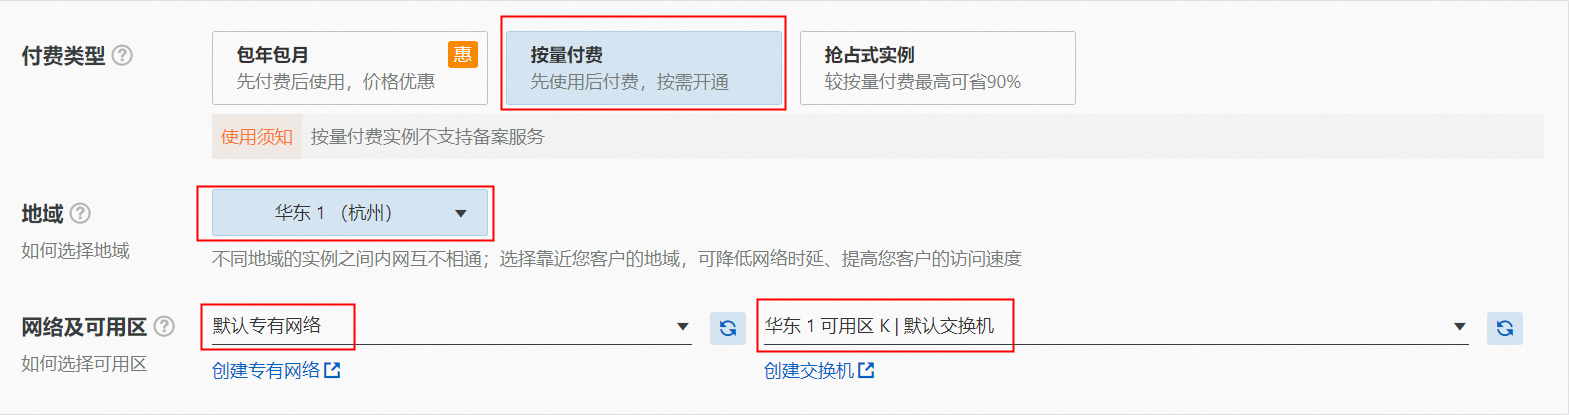 付费类型
包年包月 惠
先付费后使用，价格优惠
按量付费
先使用后付费，按需开通
抢占式实例
较按量付费最高可省90%
使用须知 按量付费实例不支持备案服务
地域
如何选择地域
华东 1 （杭州）
不同地域的实例之间内网互不相通；选择靠近您客户的地域，可降低网络时延、提高您客户的访问速度
网络及可用区
如何选择可用区
默认专有网络
创建专有网络
华东 1 可用区 K | 默认交换机
创建交换机